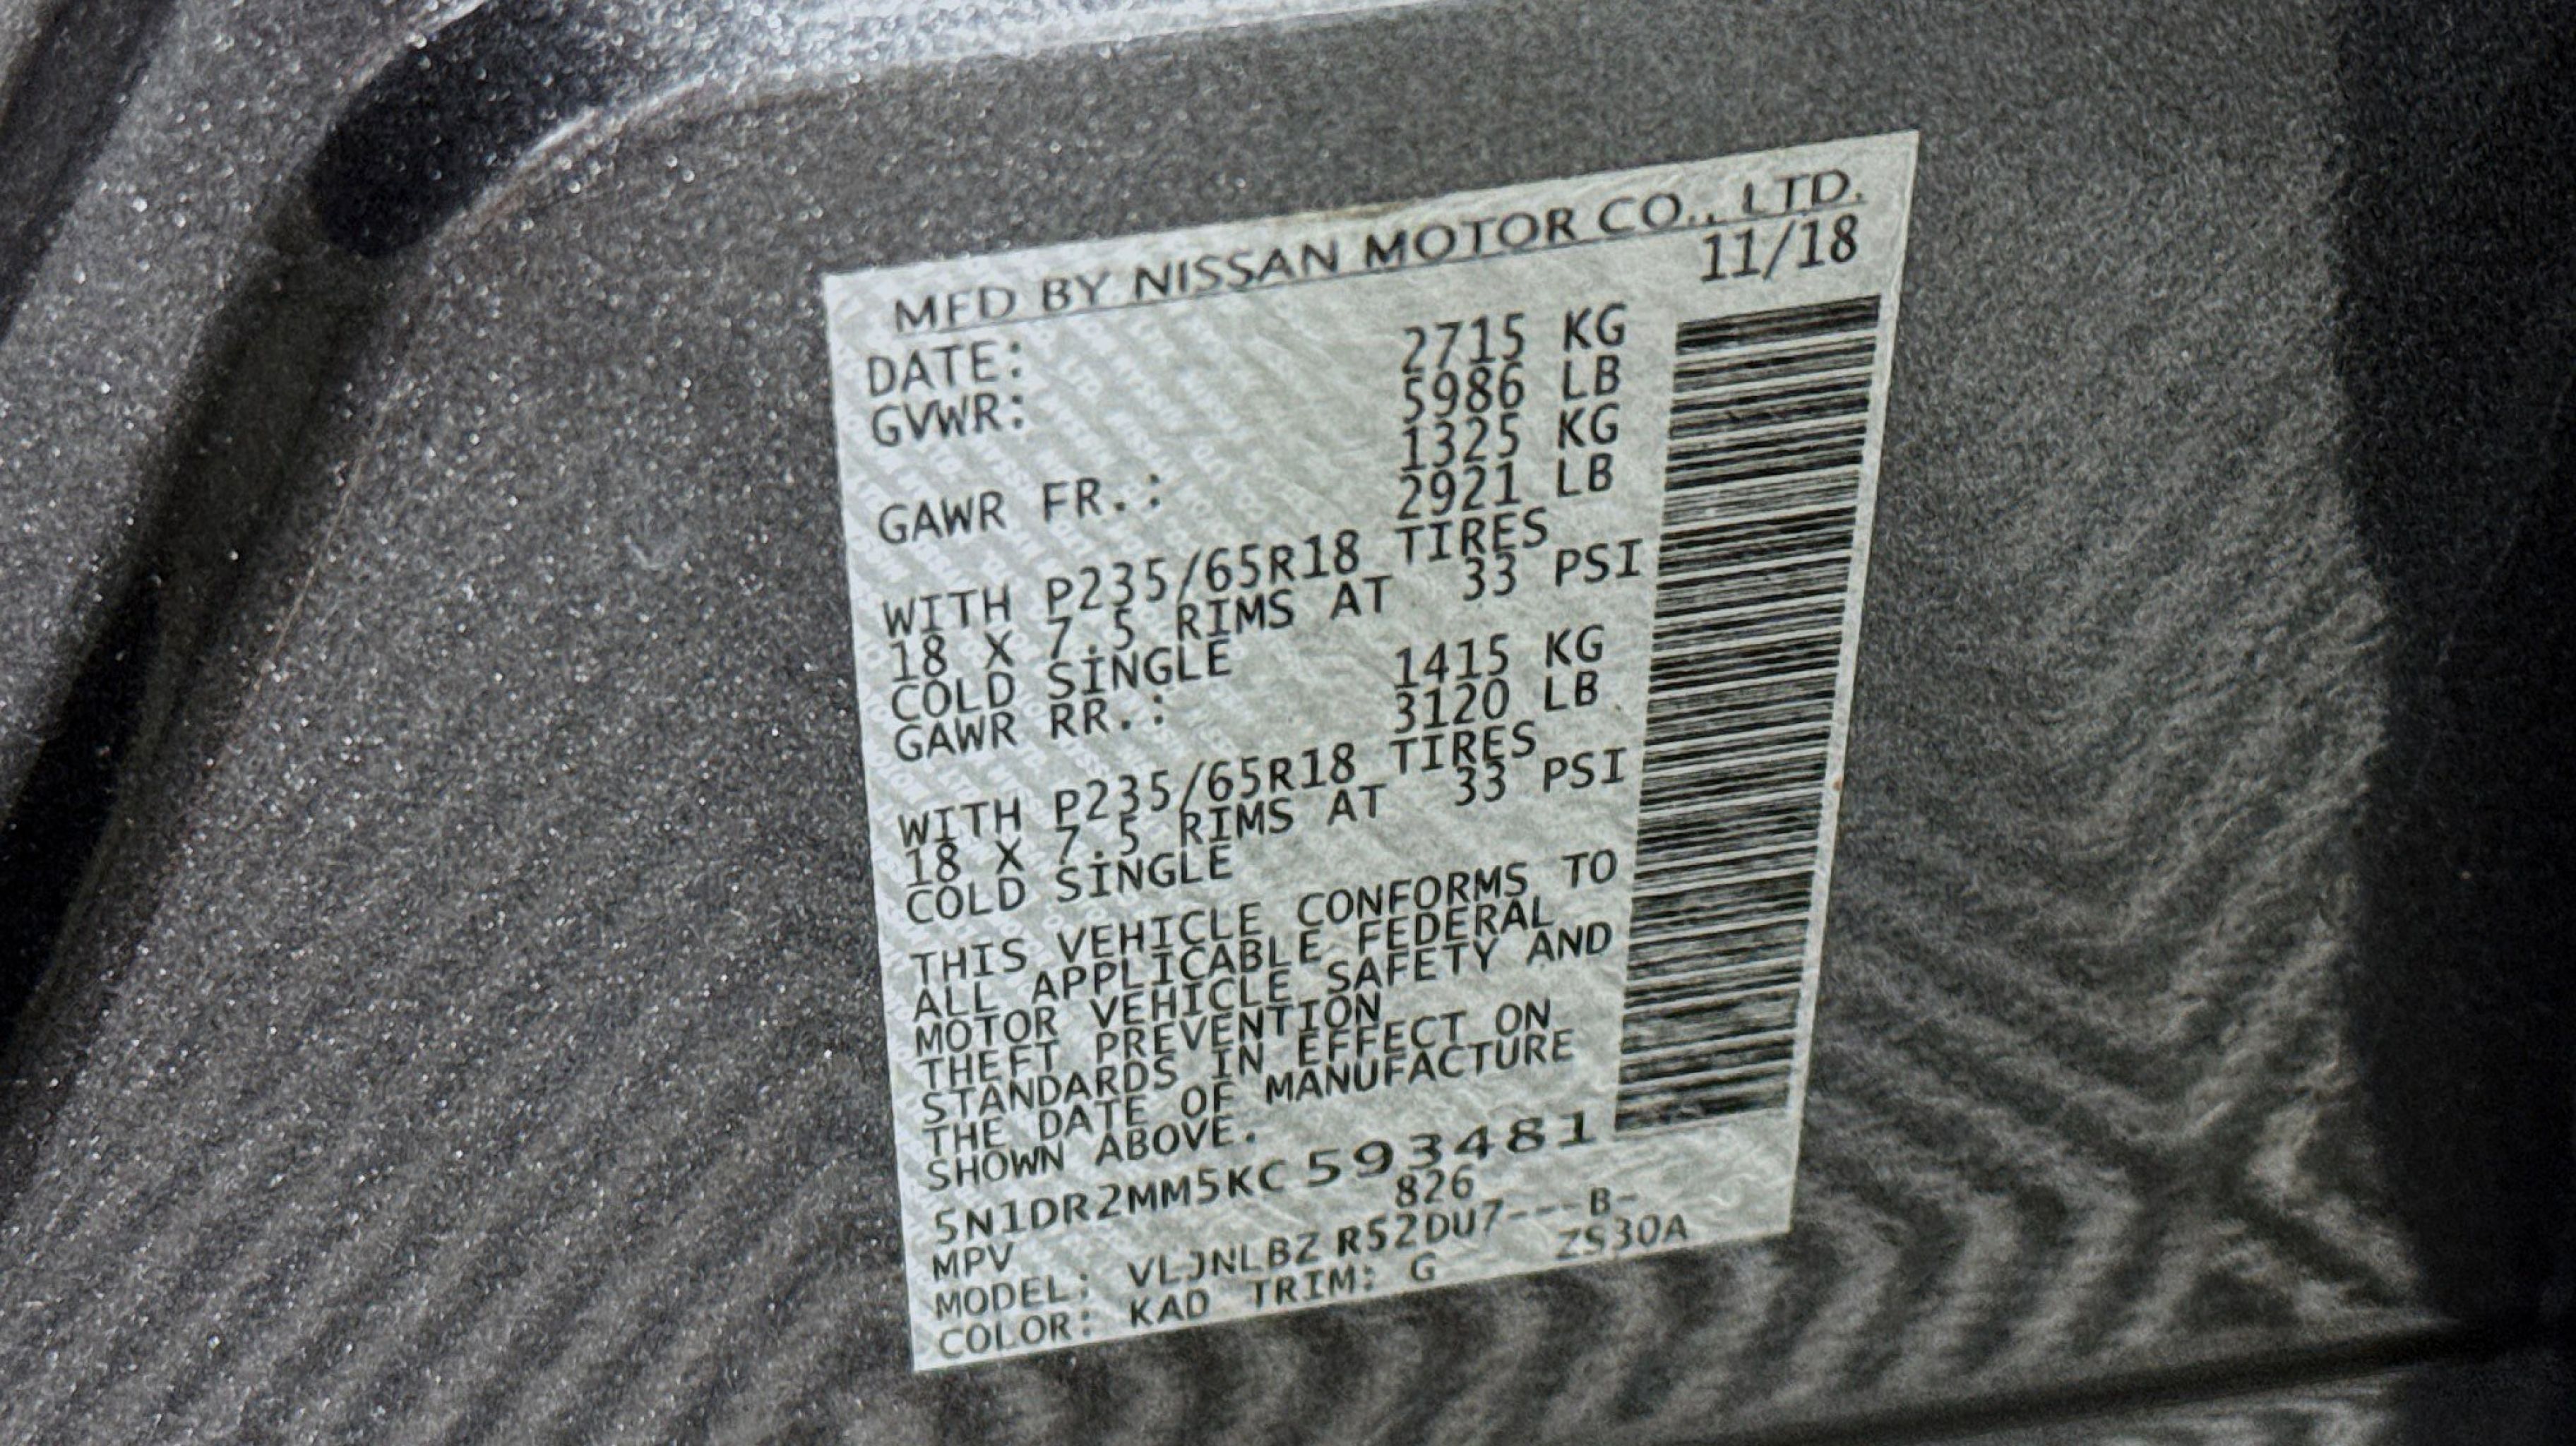 MFD BY NISSAN MOTOR CO., LTD.
DATE: 11/18
GVWR: 2715 KG
5986 LB
1325 KG
GAWR FR.: 2921 LB
WITH P235/65R18 TIRES
18 X 7.5 RIMS AT 33 PSI
COLD SINGLE
GAWR RR.: 1415 KG
3120 LB
WITH P235/65R18 TIRES
18 X 7.5 RIMS AT 33 PSI
COLD SINGLE
THIS VEHICLE CONFORMS TO
ALL APPLICABLE FEDERAL
MOTOR VEHICLE SAFETY AND
THEFT PREVENTION
STANDARDS IN EFFECT ON
THE DATE OF MANUFACTURE
SHOWN ABOVE.
5N1DR2MM5KC593481
MPV 826
MODEL: VLJNLBZ R52DU7---B-
COLOR: KAD TRIM: G ZS30A